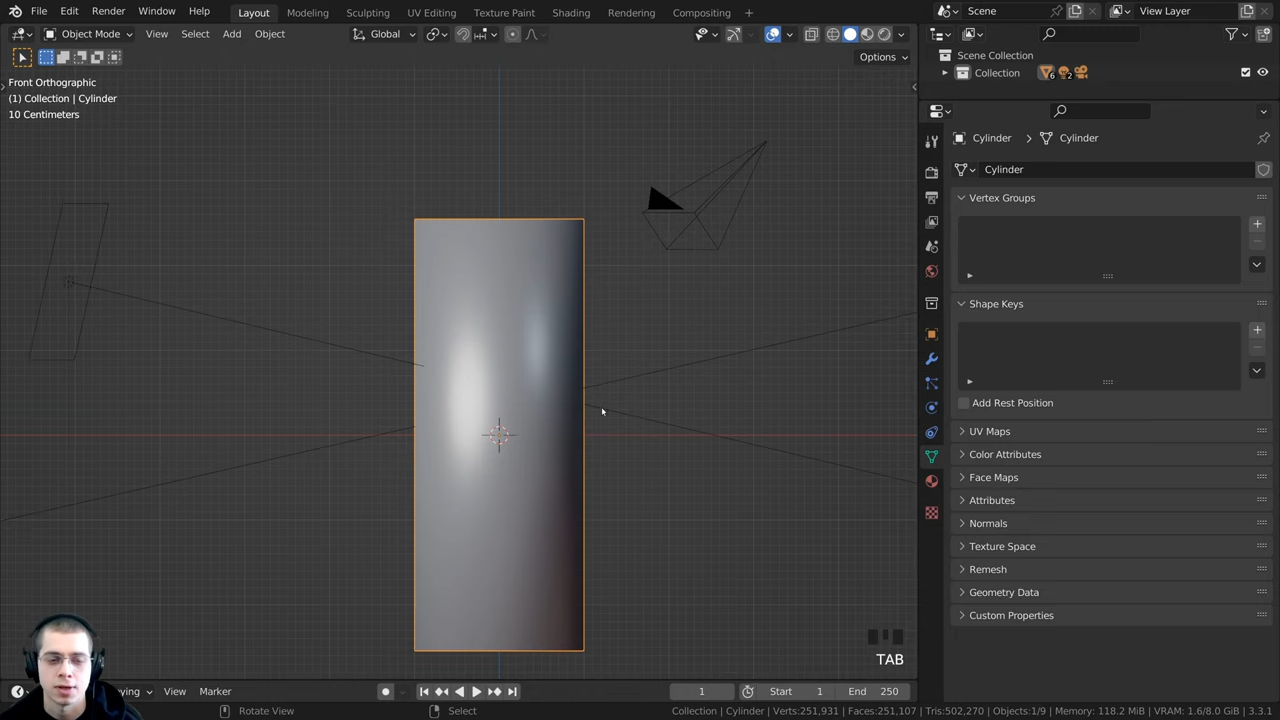 File Edit Render Window Help Layout Modeling Sculpting UV Editing Texture Paint Shading Rendering Compositing + Scene View Layer
Object Mode View Select Add Object Global
Options
Front Orthographic
(1) Collection | Cylinder
10 Centimeters
Scene Collection
Collection 6 2
Cylinder > Cylinder
Cylinder
Vertex Groups
Shape Keys
Add Rest Position
UV Maps
Color Attributes
Face Maps
Attributes
Normals
Texture Space
Remesh
Geometry Data
Custom Properties
TAB
View Marker 1 Start 1 End 250
Rotate View Select Collection | Cylinder | Verts:251,931 | Faces:251,107 | Tris:502,270 | Objects:1/9 | Memory: 118.2 MiB | VRAM: 1.6/8.0 GiB | 3.3.1